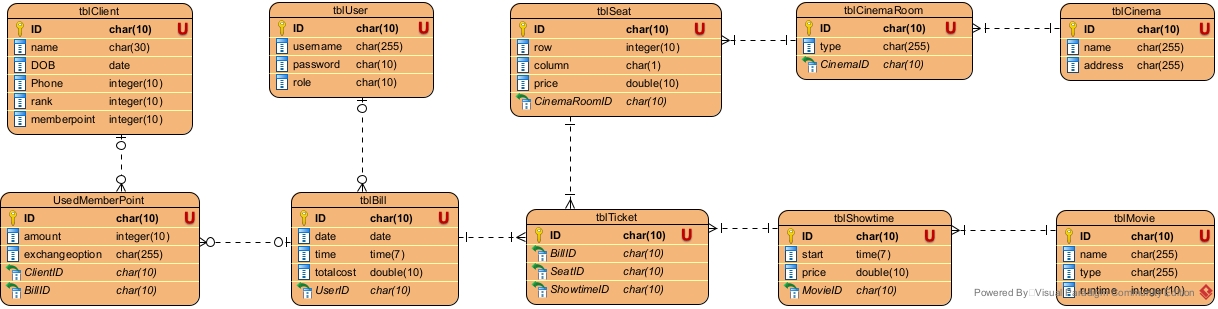 tblClient
ID char(10) U
name char(30)
DOB date
Phone integer(10)
rank integer(10)
memberpoint integer(10)
tblUser
ID char(10) U
username char(255)
password char(10)
role char(10)
tblSeat
ID char(10) U
row integer(10)
column char(1)
price double(10)
CinemaRoomID char(10)
tblCinemaRoom
ID char(10) U
type char(255)
CinemaID char(10)
tblCinema
ID char(10) U
name char(255)
address char(255)
UsedMemberPoint
ID char(10) U
amount integer(10)
exchangeoption char(255)
ClientID char(10)
BillID char(10)
tblBill
ID char(10) U
date date
time time(7)
totalcost double(10)
UserID char(10)
tblTicket
ID char(10) U
BillID char(10)
SeatID char(10)
ShowtimeID char(10)
tblShowtime
ID char(10) U
start time(7)
price double(10)
MovieID char(10)
tblMovie
ID char(10) U
name char(255)
type char(255)
runtime integer(10)
Powered By Visual Paradigm Community Edition